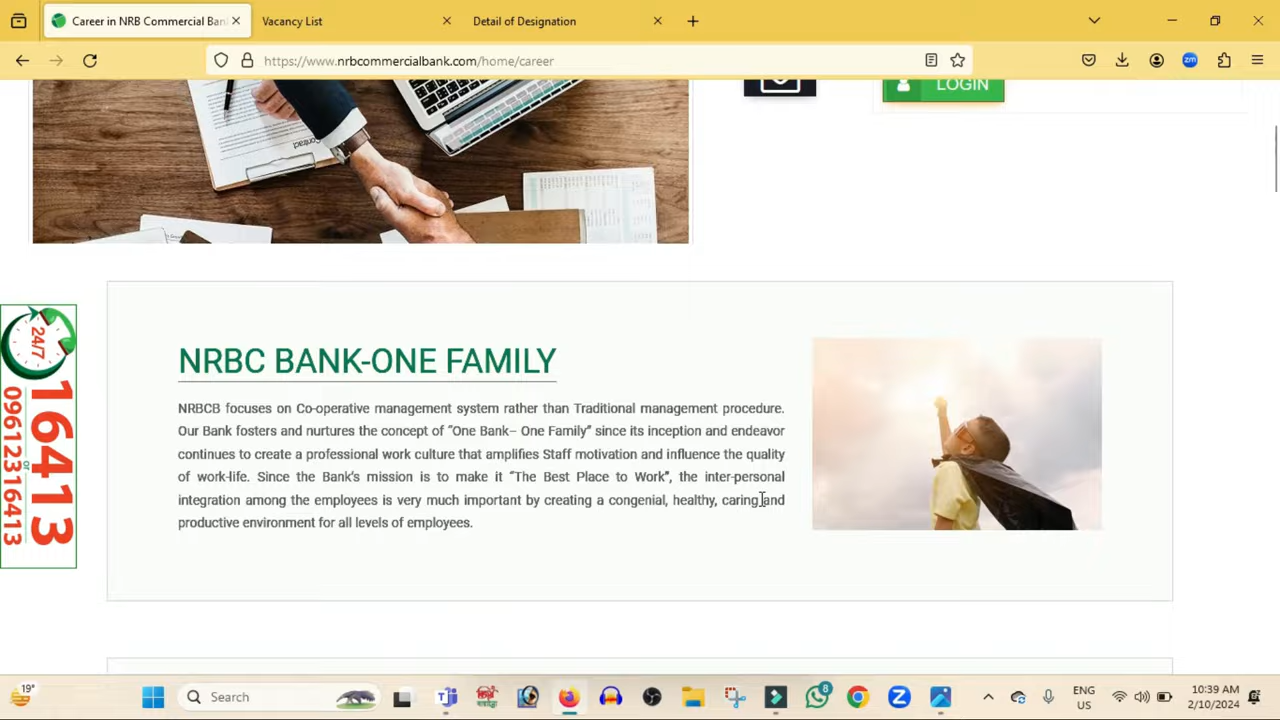 Career in NRB Commercial Ban
Vacancy List
Detail of Designation
https://www.nrbcommercialbank.com/home/career
zm
LOGIN
Contract
24/7
16413
or
09612316413
NRBC BANK-ONE FAMILY
NRBCB focuses on Co-operative management system rather than Traditional management procedure.
Our Bank fosters and nurtures the concept of "One Bank– One Family" since its inception and endeavor
continues to create a professional work culture that amplifies Staff motivation and influence the quality
of work-life. Since the Bank's mission is to make it "The Best Place to Work", the inter-personal
integration among the employees is very much important by creating a congenial, healthy, caring and
productive environment for all levels of employees.
19°
Search
8
ENG
US
10:39 AM
2/10/2024